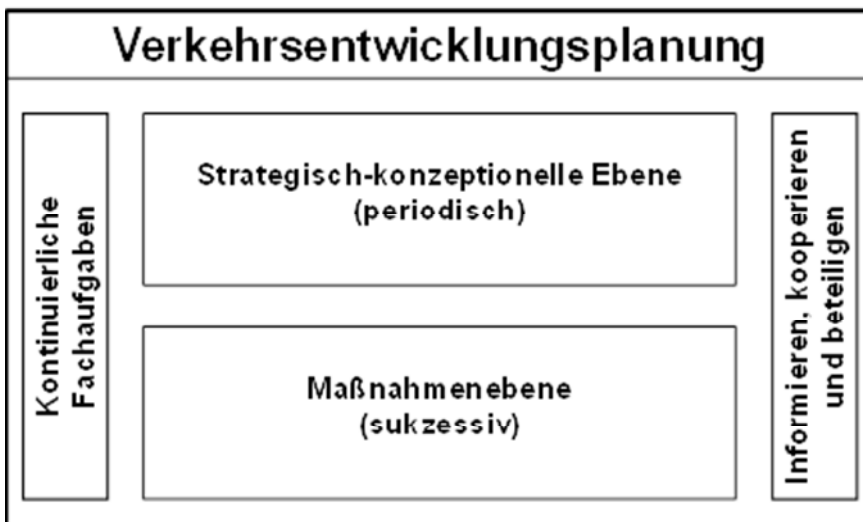 Verkehrsentwicklungsplanung
Kontinuierliche
Fachaufgaben
Strategisch-konzeptionelle Ebene
(periodisch)
Maßnahmenebene
(sukzessiv)
Informieren, kooperieren
und beteiligen